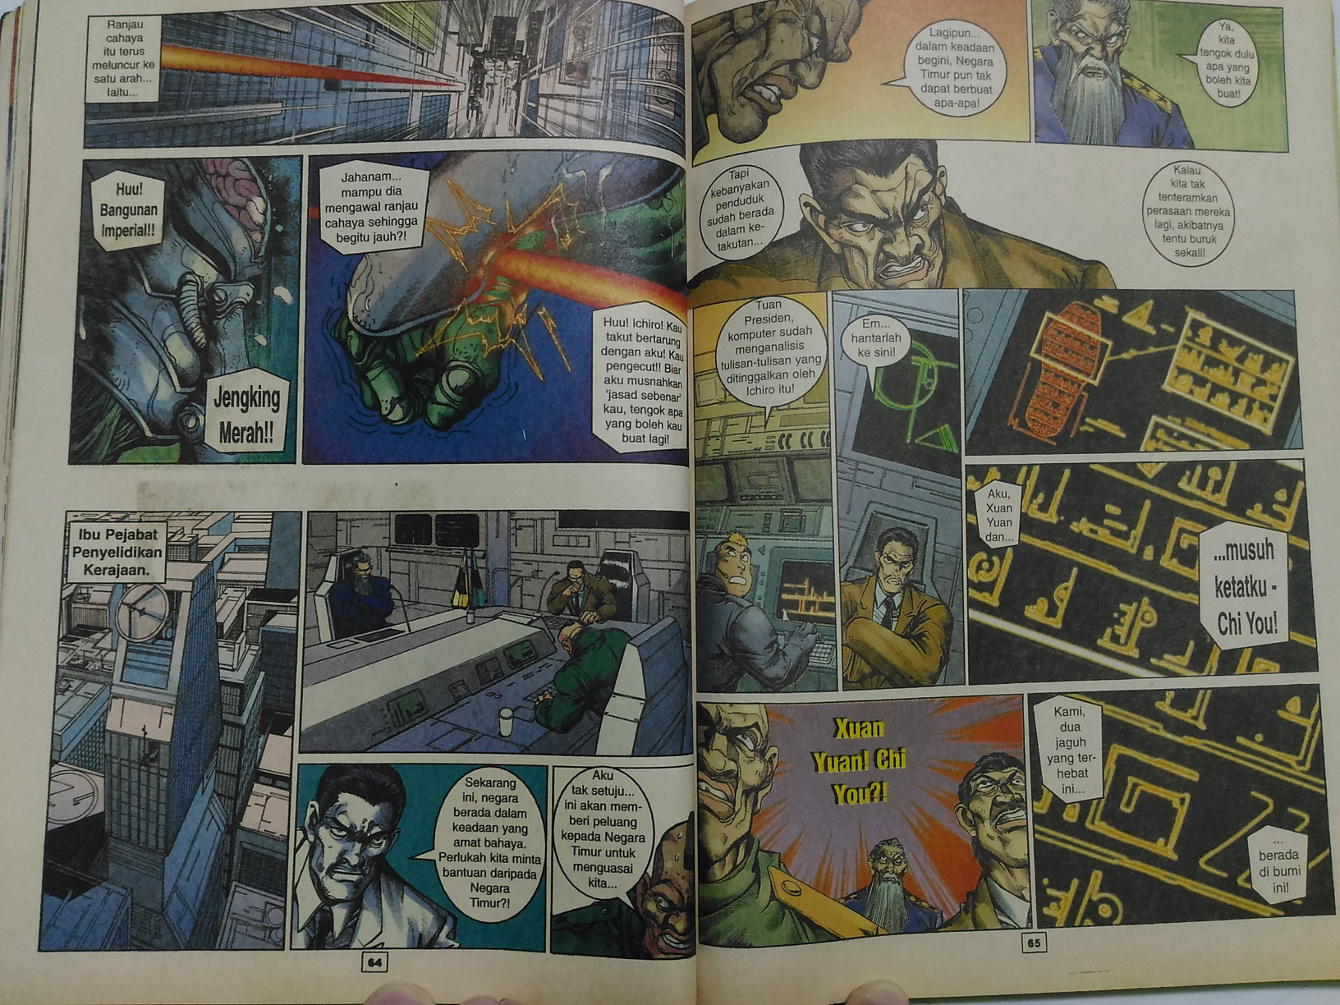 Ranjau
cahaya
itu terus
meluncur ke
satu arah...
Iaitu...
Huu!
Bangunan
Imperial!!
Jengking
Merah!!
Jahanam...
mampu dia
mengawal ranjau
cahaya sehingga
begitu jauh?!
Huu! Ichiro! Kau
takut bertarung
dengan aku! Kau
pengecut!! Biar
aku musnahkan
'jasad sebenar'
kau, tengok apa
yang boleh kau
buat lagi!
Ibu Pejabat
Penyelidikan
Kerajaan.
Sekarang
ini, negara
berada dalam
keadaan yang
amat bahaya.
Perlukah kita minta
bantuan daripada
Negara
Timur?!
Aku
tak setuju...
ini akan mem-
beri peluang
kepada Negara
Timur untuk
menguasai
kita...
64
Lagipun...
dalam keadaan
begini, Negara
Timur pun tak
dapat berbuat
apa-apa!
Ya,
kita
tengok dulu
apa yang
boleh kita
buat!
Tapi
kebanyakan
penduduk
sudah berada
dalam ke-
takutan...
Kalau
kita tak
tenteramkan
perasaan mereka
lagi, akibatnya
tentu buruk
sekali!
Tuan
Presiden,
komputer sudah
menganalisis
tulisan-tulisan yang
ditinggalkan oleh
Ichiro itu!
Em...
hantarlah
ke sini!
Aku,
Xuan
Yuan
dan...
...musuh
ketatku -
Chi You!
Xuan
Yuan! Chi
You?!
Kami,
dua
jaguh
yang ter-
hebat
ini...
...
berada
di bumi
ini!
65